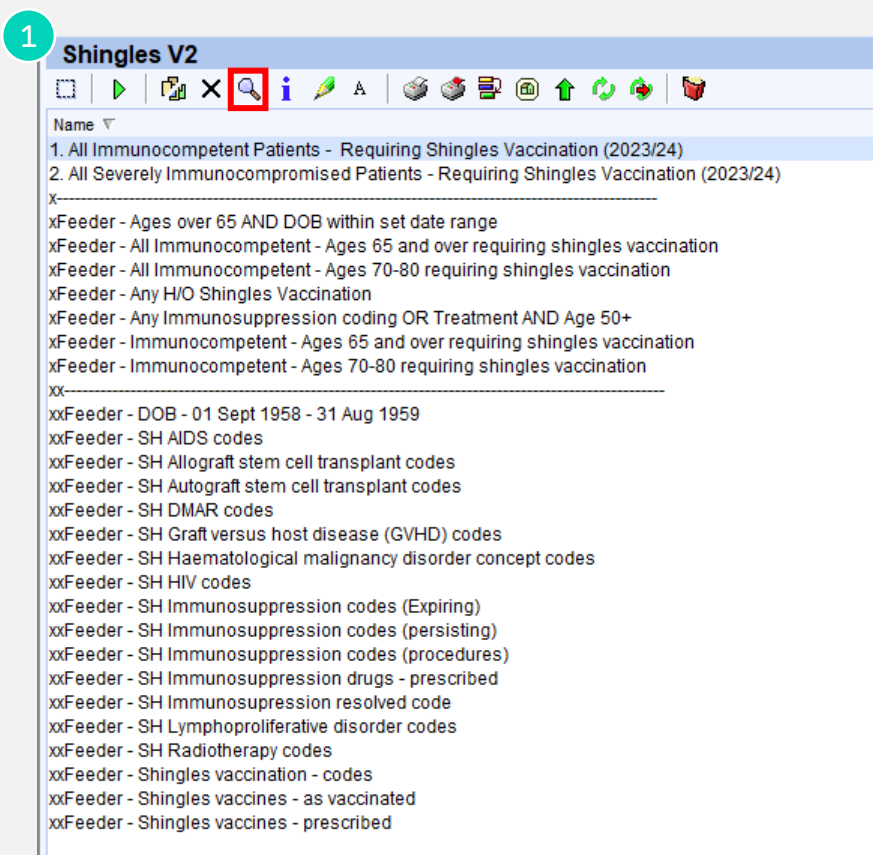 1
Shingles V2
Name
1. All Immunocompetent Patients - Requiring Shingles Vaccination (2023/24)
2. All Severely Immunocompromised Patients - Requiring Shingles Vaccination (2023/24)
x----------------------------------------------------------------------------------------------------
xFeeder - Ages over 65 AND DOB within set date range
xFeeder - All Immunocompetent - Ages 65 and over requiring shingles vaccination
xFeeder - All Immunocompetent - Ages 70-80 requiring shingles vaccination
xFeeder - Any H/O Shingles Vaccination
xFeeder - Any Immunosuppression coding OR Treatment AND Age 50+
xFeeder - Immunocompetent - Ages 65 and over requiring shingles vaccination
xFeeder - Immunocompetent - Ages 70-80 requiring shingles vaccination
xx----------------------------------------------------------------------------------------------------
xxFeeder - DOB - 01 Sept 1958 - 31 Aug 1959
xxFeeder - SH AIDS codes
xxFeeder - SH Allograft stem cell transplant codes
xxFeeder - SH Autograft stem cell transplant codes
xxFeeder - SH DMAR codes
xxFeeder - SH Graft versus host disease (GVHD) codes
xxFeeder - SH Haematological malignancy disorder concept codes
xxFeeder - SH HIV codes
xxFeeder - SH Immunosuppression codes (Expiring)
xxFeeder - SH Immunosuppression codes (persisting)
xxFeeder - SH Immunosuppression codes (procedures)
xxFeeder - SH Immunosuppression drugs - prescribed
xxFeeder - SH Immunosupression resolved code
xxFeeder - SH Lymphoproliferative disorder codes
xxFeeder - SH Radiotherapy codes
xxFeeder - Shingles vaccination - codes
xxFeeder - Shingles vaccines - as vaccinated
xxFeeder - Shingles vaccines - prescribed